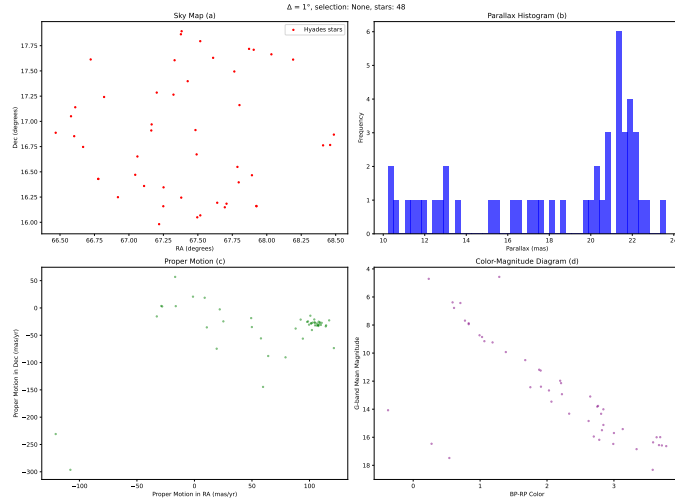 Δ = 1°, selection: None, stars: 48
Sky Map (a)
Hyades stars
Dec (degrees)
17.75
17.50
17.25
17.00
16.75
16.50
16.25
16.00
66.50 66.75 67.00 67.25 67.50 67.75 68.00 68.25 68.50
RA (degrees)
Parallax Histogram (b)
Frequency
6
5
4
3
2
1
0
10 12 14 16 18 20 22 24
Parallax (mas)
Proper Motion (c)
Proper Motion in Dec (mas/yr)
50
0
−50
−100
−150
−200
−250
−300
−100 −50 0 50 100
Proper Motion in RA (mas/yr)
Color-Magnitude Diagram (d)
G-band Mean Magnitude
4
6
8
10
12
14
16
18
0 1 2 3
BP-RP Color